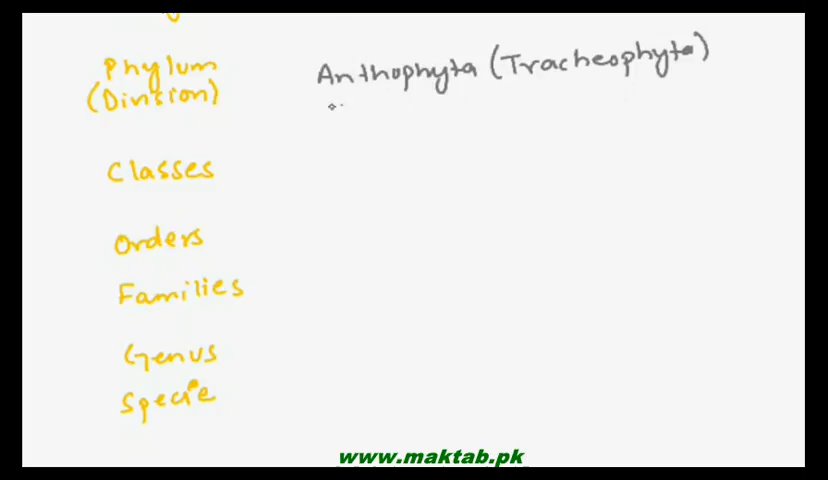 Phylum Anthophyta (Tracheophyta)
(Division)
Classes
Orders
Families
Genus
Specie
www.maktab.pk